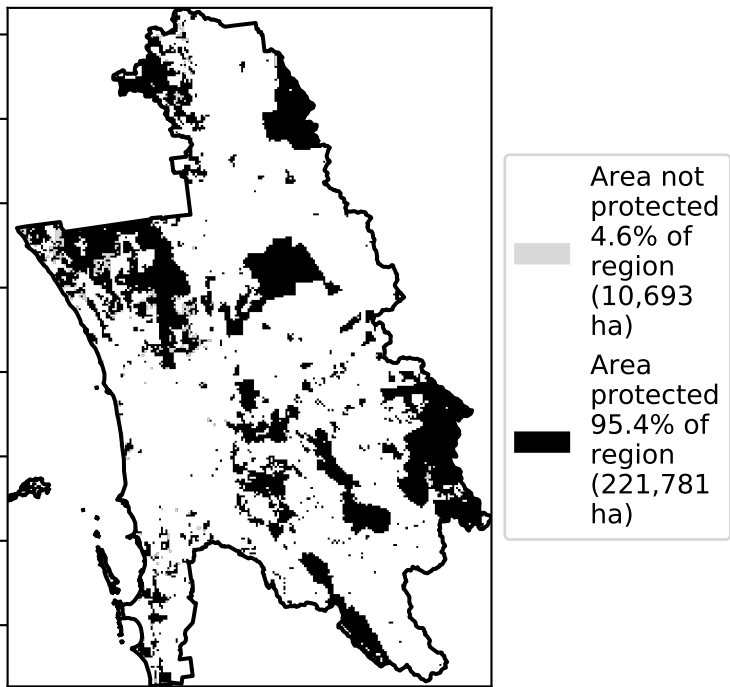 Area not
protected
4.6% of
region
(10,693
ha)
Area
protected
95.4% of
region
(221,781
ha)